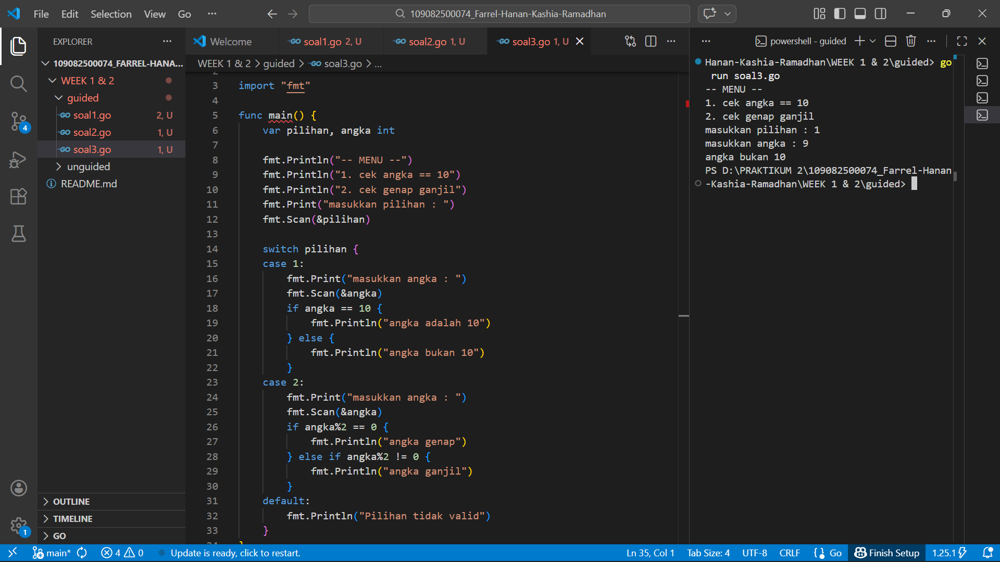 File Edit Selection View Go ...
109082500074_Farrel-Hanan-Kashia-Ramadhan
EXPLORER
109082500074_FARREL-HANA...
WEEK 1 & 2
guided
soal1.go 2, U
soal2.go 1, U
soal3.go 1, U
unguided
README.md
OUTLINE
TIMELINE
GO
4
1
Welcome
soal1.go 2, U
soal2.go 1, U
soal3.go 1, U
WEEK 1 & 2 > guided > soal3.go > ...
2
3 import "fmt"
4
5 func main() {
6 var pilihan, angka int
7
8 fmt.Println("-- MENU --")
9 fmt.Println("1. cek angka == 10")
10 fmt.Println("2. cek genap ganjil")
11 fmt.Print("masukkan pilihan : ")
12 fmt.Scan(&pilihan)
13
14 switch pilihan {
15 case 1:
16 fmt.Print("masukkan angka : ")
17 fmt.Scan(&angka)
18 if angka == 10 {
19 fmt.Println("angka adalah 10")
20 } else {
21 fmt.Println("angka bukan 10")
22 }
23 case 2:
24 fmt.Print("masukkan angka : ")
25 fmt.Scan(&angka)
26 if angka%2 == 0 {
27 fmt.Println("angka genap")
28 } else if angka%2 != 0 {
29 fmt.Println("angka ganjil")
30 }
31 default:
32 fmt.Println("Pilihan tidak valid")
33 }
34 }
powershell - guided
Hanan-Kashia-Ramadhan\WEEK 1 & 2\guided> go
run soal3.go
-- MENU --
1. cek angka == 10
2. cek genap ganjil
masukkan pilihan : 1
masukkan angka : 9
angka bukan 10
PS D:\PRAKTIKUM 2\109082500074_Farrel-Hanan
-Kashia-Ramadhan\WEEK 1 & 2\guided>
main* 4 0 Update is ready, click to restart. Ln 35, Col 1 Tab Size: 4 UTF-8 CRLF { } Go Finish Setup 1.25.1